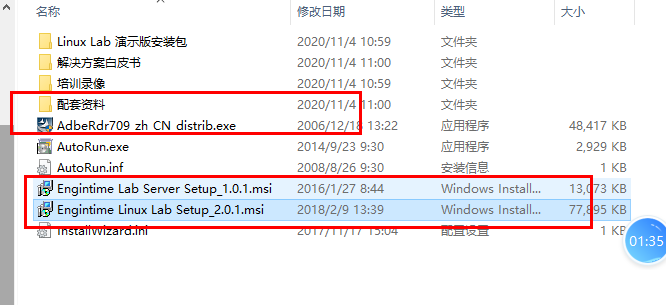 名称 修改日期 类型 大小
Linux Lab 演示版安装包 2020/11/4 10:59 文件夹
解决方案白皮书 2020/11/4 11:00 文件夹
培训录像 2020/11/4 10:59 文件夹
配套资料 2020/11/4 11:00 文件夹
AdbeRdr709_zh_CN_distrib.exe 2006/12/18 13:22 应用程序 48,417 KB
AutoRun.exe 2014/9/23 9:30 应用程序 2,929 KB
AutoRun.inf 2008/8/26 9:30 安装信息 1 KB
Engintime Lab Server Setup_1.0.1.msi 2016/1/27 8:44 Windows Install... 13,073 KB
Engintime Linux Lab Setup_2.0.1.msi 2018/2/9 13:39 Windows Install... 77,895 KB
InstallWizard.ini 2017/11/17 15:04 配置设置 1 KB
01:35